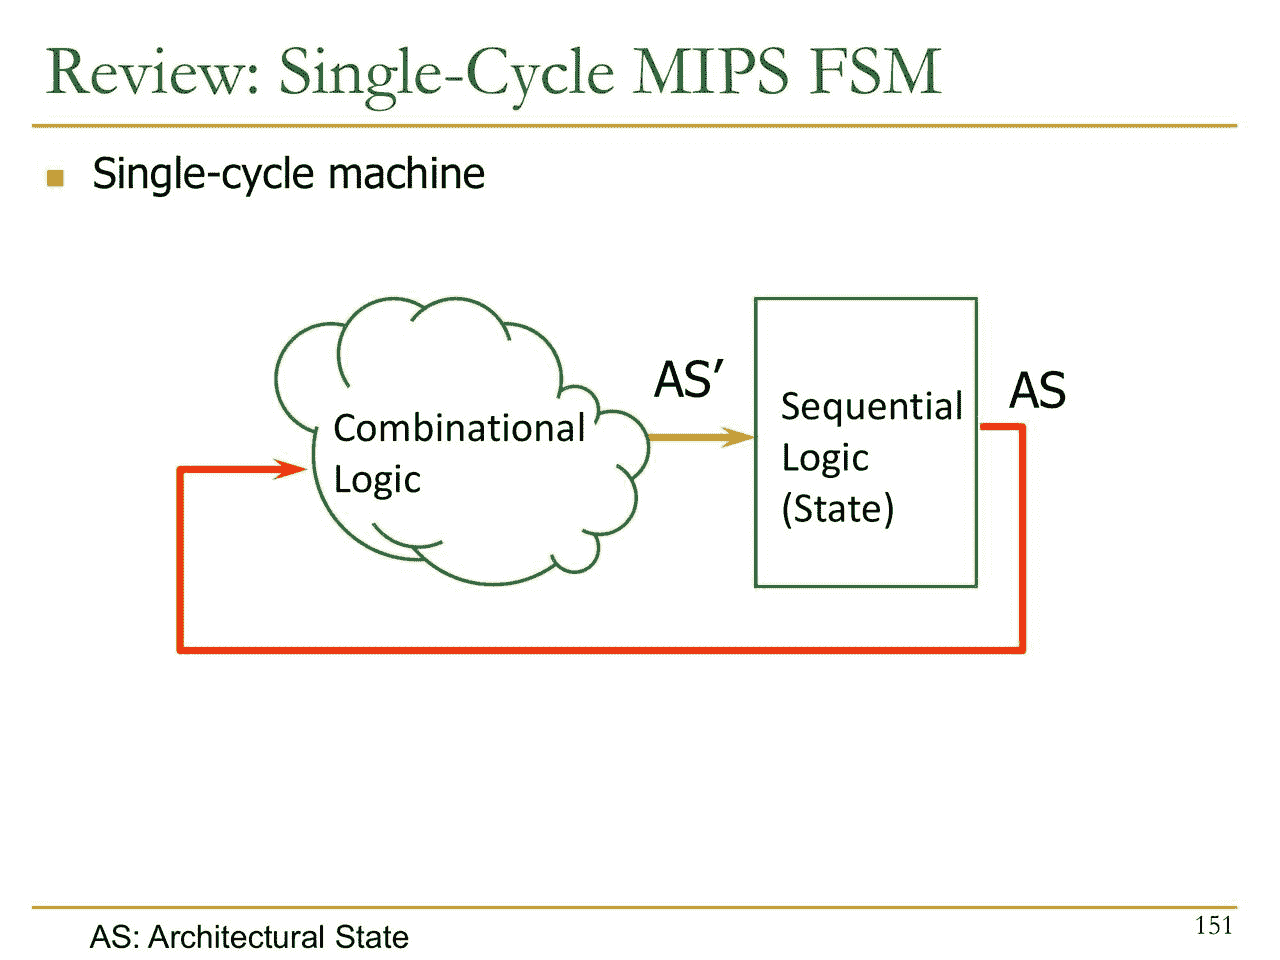 Review: Single-Cycle MIPS FSM
Single-cycle machine
Combinational
Logic
AS’
Sequential
Logic
(State)
AS
AS: Architectural State
151